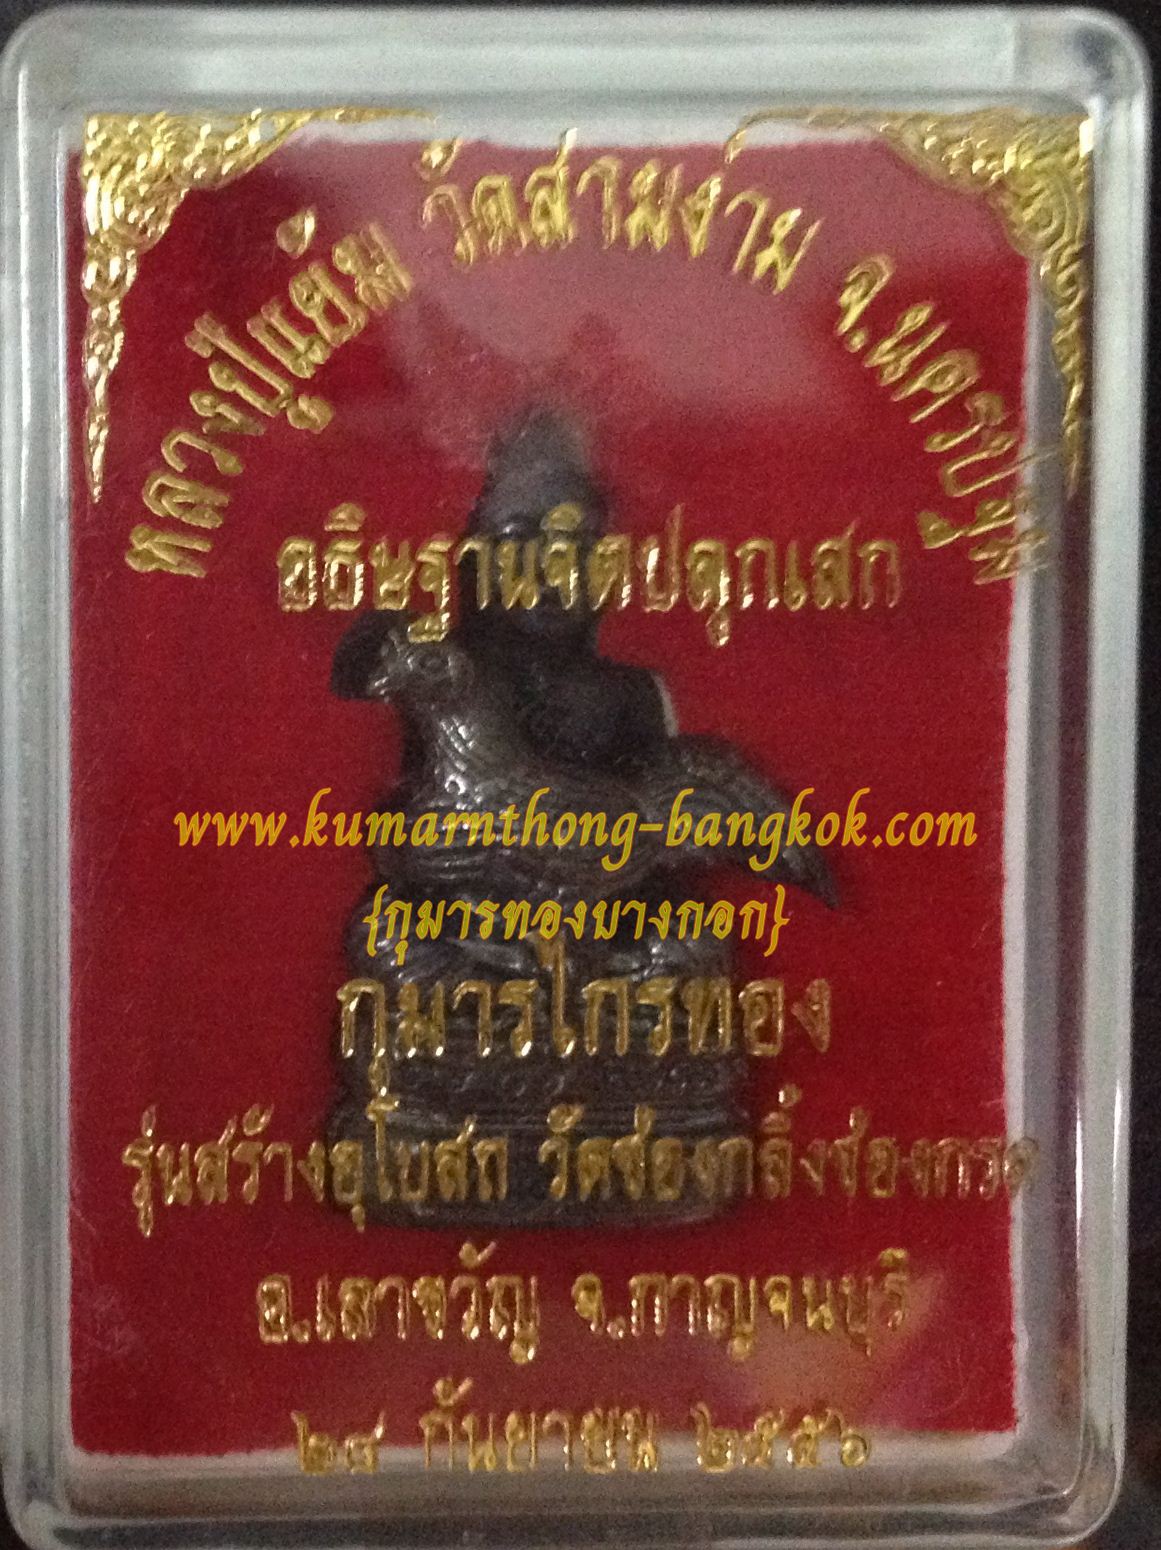 หลวงปู่แย้ม วัดสามง่าม จ.นครปฐม
อธิษฐานจิตปลุกเสก
www.kumarnthong-bangkok.com
{กุมารทองบางกอก}
กุมารไกรทอง
รุ่นสร้างอุโบสถ วัดช่องกลิ้งช่องกรด
อ.เลาขวัญ จ.กาญจนบุรี
๒๘ กันยายน ๒๕๕๖